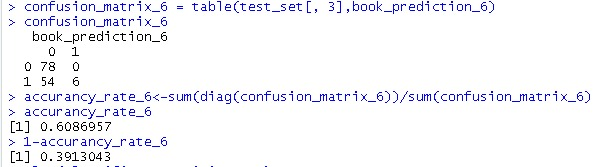 > confusion_matrix_6 = table(test_set[, 3],book_prediction_6)
> confusion_matrix_6
   book_prediction_6
     0  1
  0 78  0
  1 54  6
> accurancy_rate_6<-sum(diag(confusion_matrix_6))/sum(confusion_matrix_6)
> accurancy_rate_6
[1] 0.6086957
> 1-accurancy_rate_6
[1] 0.3913043